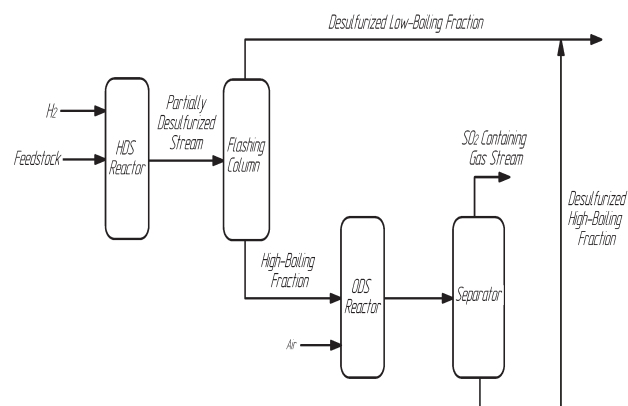 Desulfurized Low-Boiling Fraction
H₂
Feedstock
HDS
Reactor
Partially
Desulfurized
Stream
Flashing
Column
SO₂ Containing
Gas Stream
Desulfurized
High-Boiling
Fraction
High-Boiling
Fraction
ODS
Reactor
Separator
Air